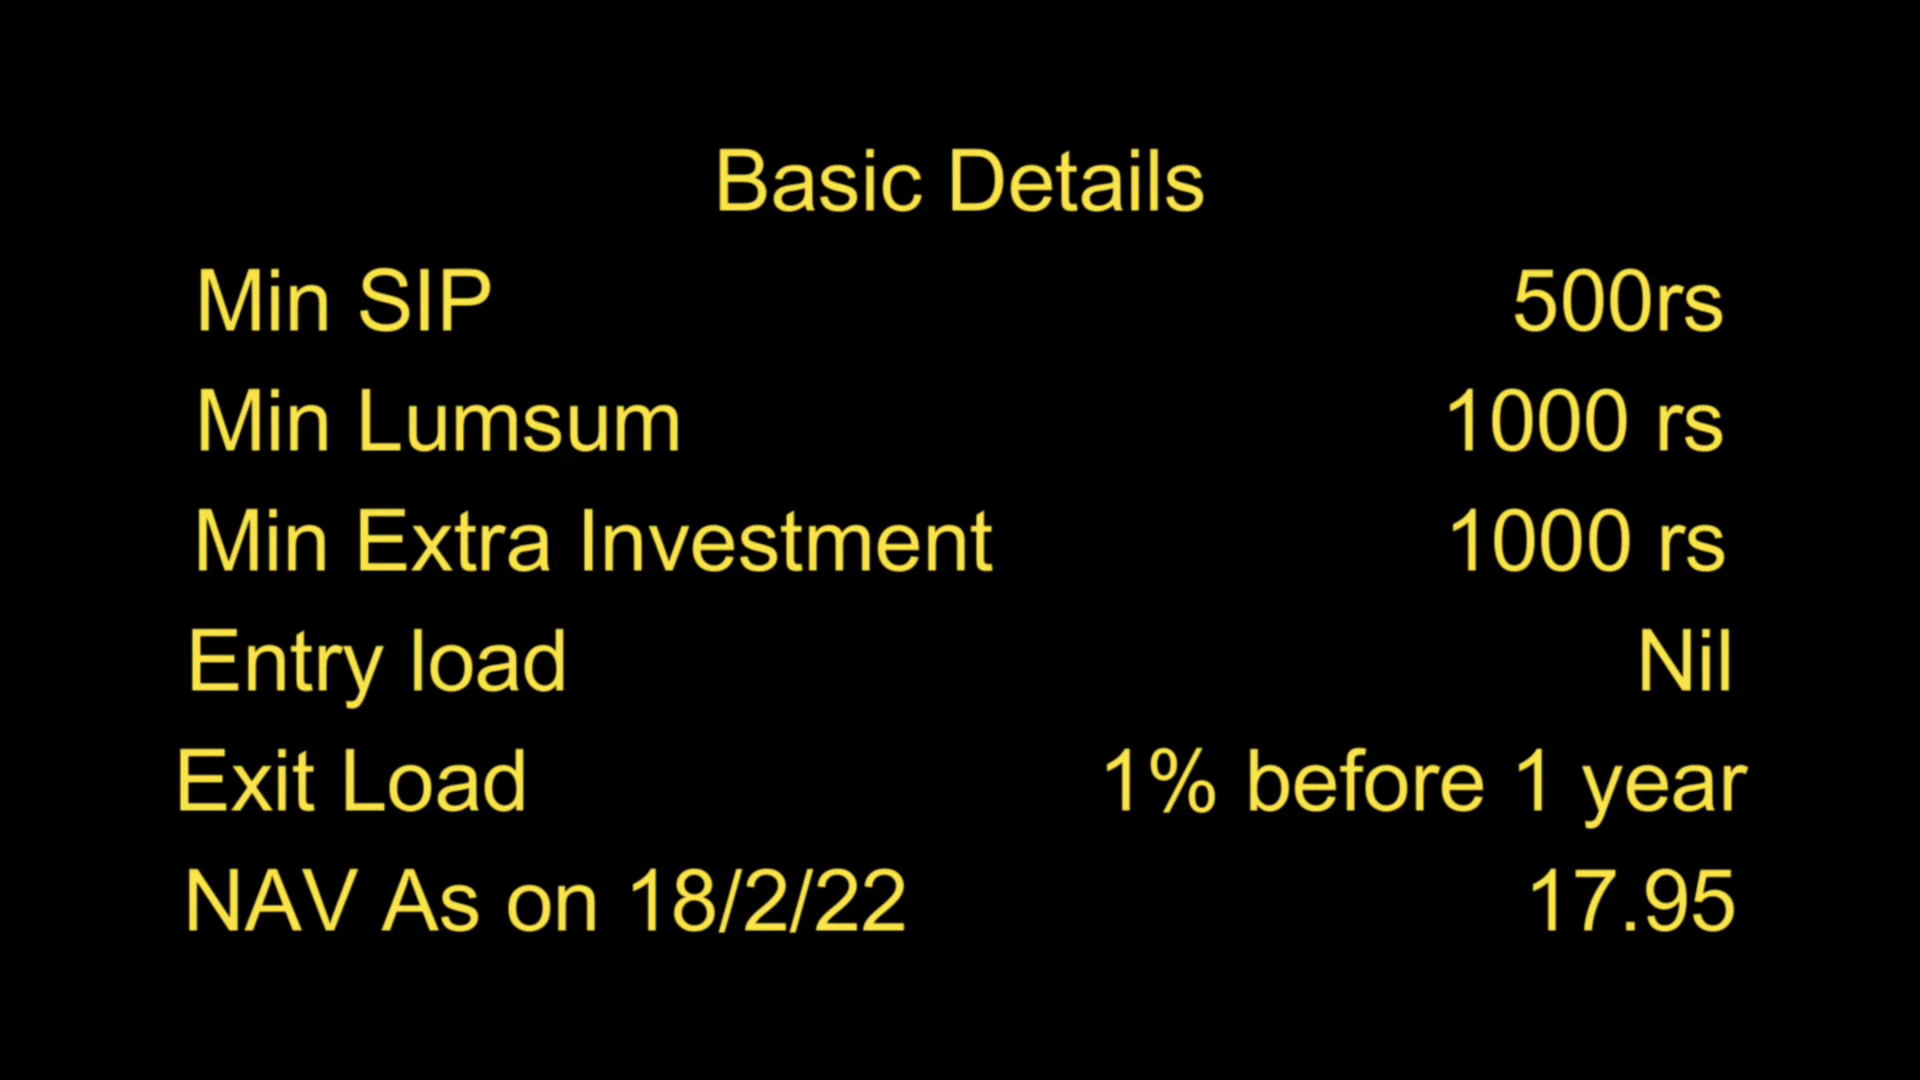 Basic Details
Min SIP 500rs
Min Lumsum 1000 rs
Min Extra Investment 1000 rs
Entry load Nil
Exit Load 1% before 1 year
NAV As on 18/2/22 17.95